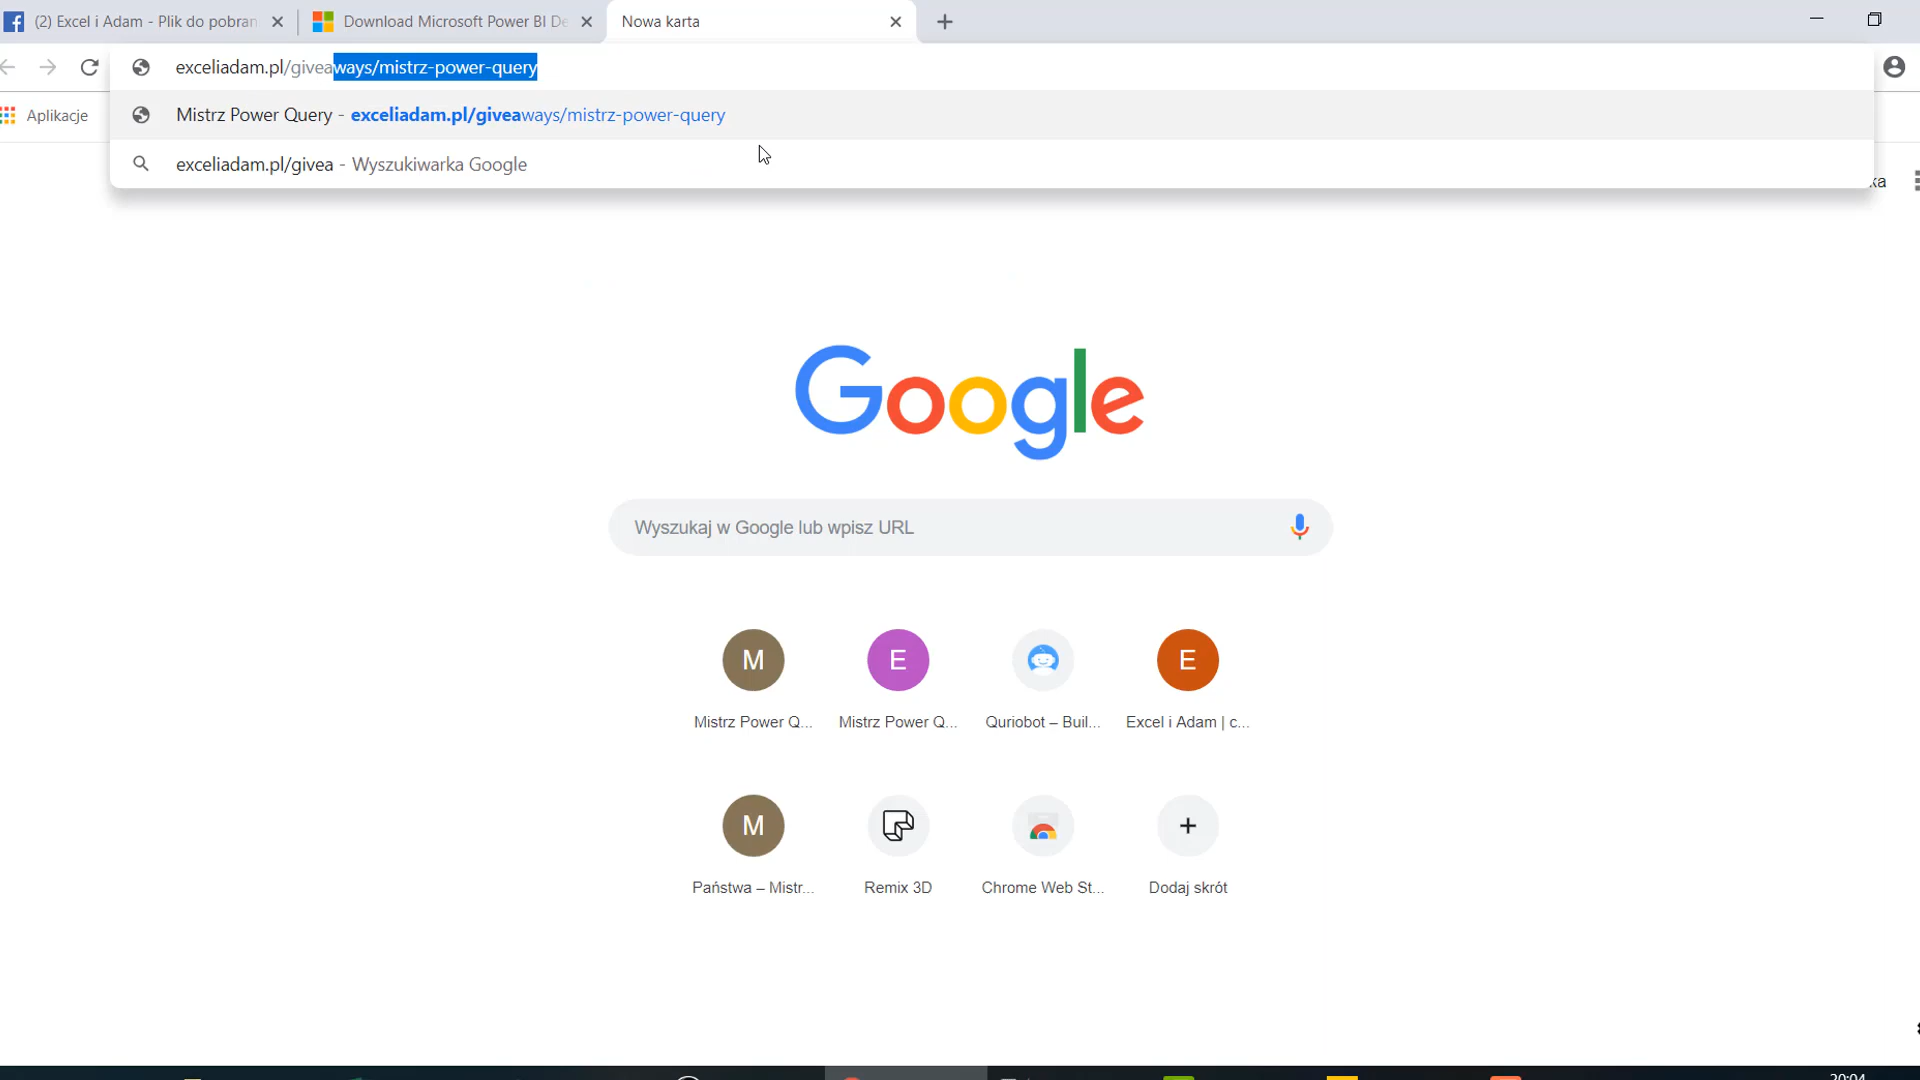 (2) Excel i Adam - Plik do pobran
Download Microsoft Power BI De
Nowa karta
exceliadam.pl/giveaways/mistrz-power-query
Aplikacje
Mistrz Power Query - exceliadam.pl/giveaways/mistrz-power-query
exceliadam.pl/givea - Wyszukiwarka Google
ka
Google
Wyszukaj w Google lub wpisz URL
M
E
E
Mistrz Power Q...
Mistrz Power Q...
Quriobot – Buil...
Excel i Adam | c...
M
Państwa – Mistr...
Remix 3D
Chrome Web St...
Dodaj skrót
20:04